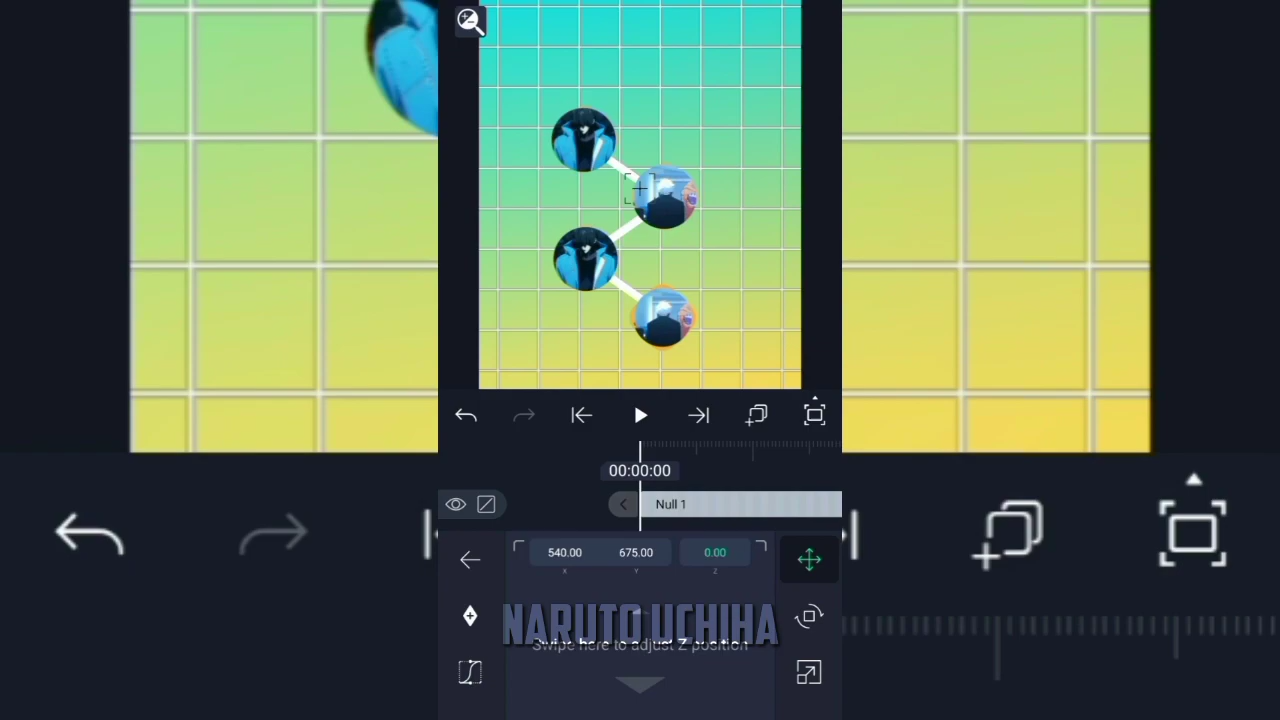 00:00:00
Null 1
540.00 675.00 0.00
X Y Z
NARUTO UCHIHA
Swipe here to adjust Z position